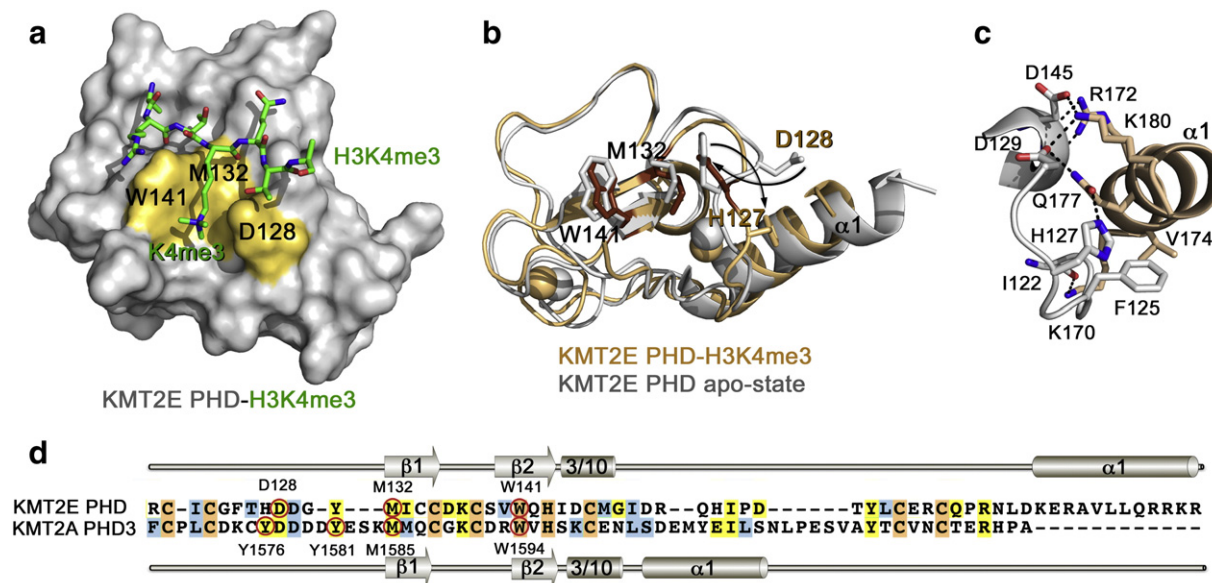 a
W141
M132
H3K4me3
D128
K4me3
KMT2E PHD-H3K4me3
b
M132
D128
W141
H127
α1
KMT2E PHD-H3K4me3
KMT2E PHD apo-state
c
D145
R172
K180
α1
D129
Q177
H127
V174
I122
F125
K170
d
β1 β2 3/10 α1
D128 M132 W141
KMT2E PHD RC-ICGFTHDDG-Y---MICCDKCSVWQHIDCMGIDR--QHIPD-------TYLCERCQPRNLDKERAVLLQRRKR
KMT2A PHD3 FCPLCDKCYDDDDYESKMMQCGKCDRWVHSKCENLSDEMYEILSNLPESVAYTCVNCTERHPA------------
Y1576 Y1581 M1585 W1594
β1 β2 3/10 α1